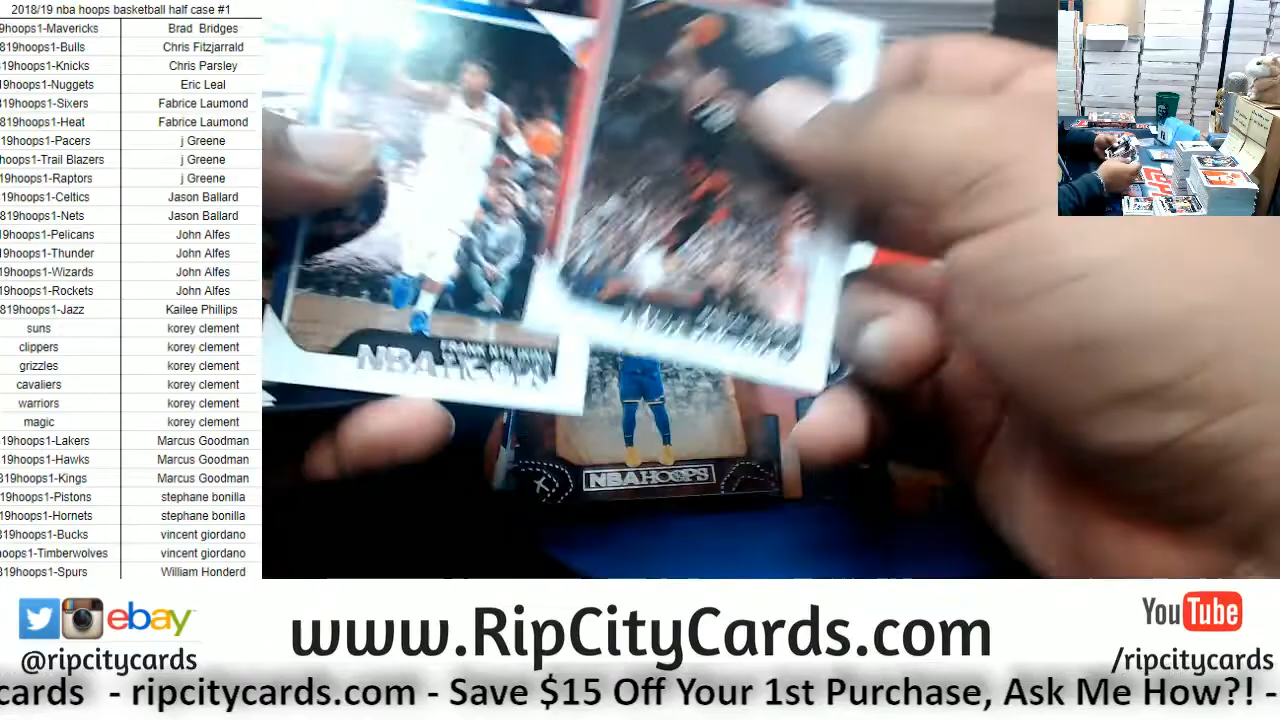 2018/19 nba hoops basketball half case #1
9hoops1-Mavericks Brad Bridges
819hoops1-Bulls Chris Fitzjarrald
819hoops1-Knicks Chris Parsley
19hoops1-Nuggets Eric Leal
819hoops1-Sixers Fabrice Laumond
819hoops1-Heat Fabrice Laumond
19hoops1-Pacers j Greene
hoops1-Trail Blazers j Greene
19hoops1-Raptors j Greene
19hoops1-Celtics Jason Ballard
819hoops1-Nets Jason Ballard
19hoops1-Pelicans John Alfes
19hoops1-Thunder John Alfes
19hoops1-Wizards John Alfes
19hoops1-Rockets John Alfes
819hoops1-Jazz Kailee Phillips
suns korey clement
clippers korey clement
grizzles korey clement
cavaliers korey clement
warriors korey clement
magic korey clement
319hoops1-Lakers Marcus Goodman
819hoops1-Hawks Marcus Goodman
819hoops1-Kings Marcus Goodman
19hoops1-Pistons stephane bonilla
19hoops1-Hornets stephane bonilla
819hoops1-Bucks vincent giordano
hoops1-Timberwolves vincent giordano
819hoops1-Spurs William Honderd
NBA HOOPS
NBA HOOPS
ebay
@ripcitycards
www.RipCityCards.com
YouTube
/ripcitycards
cards - ripcitycards.com - Save $15 Off Your 1st Purchase, Ask Me How?! -